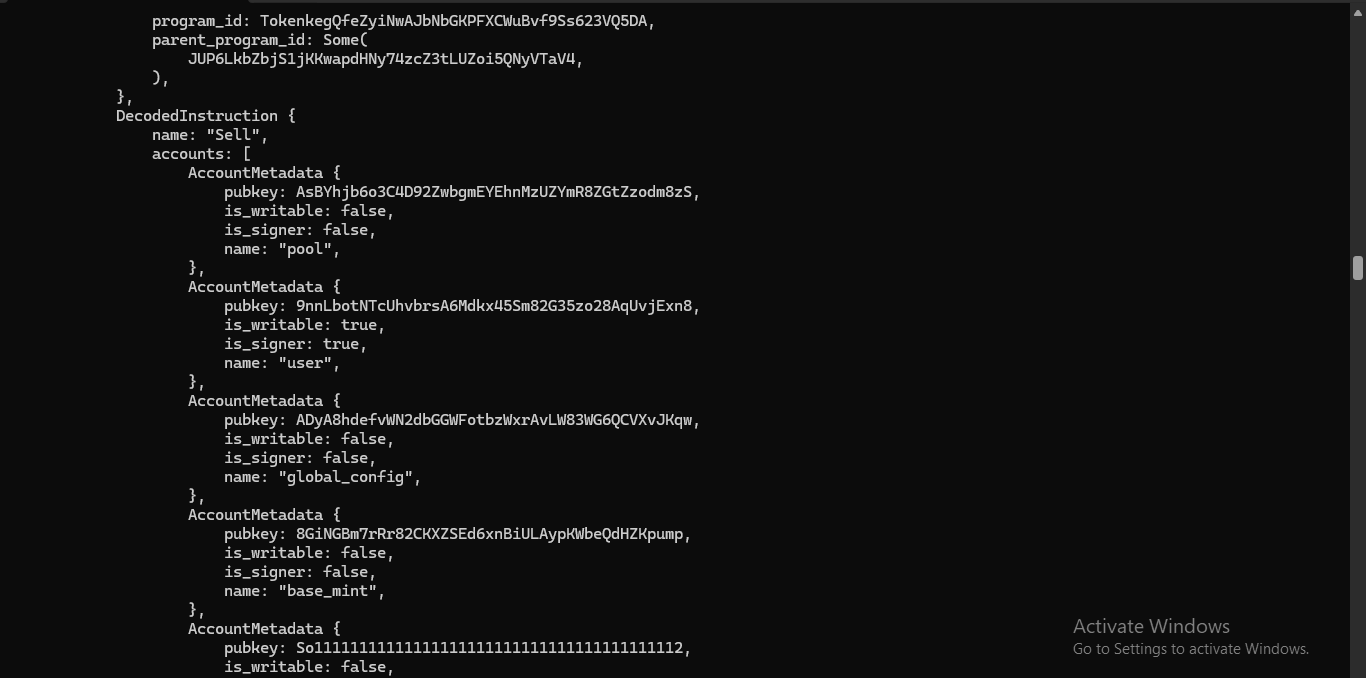 program_id: TokenkegQfeZyiNwAJbNbGKPFXCWuBvf9Ss623VQ5DA,
parent_program_id: Some(
JUP6LkbZbjS1jKKwapdHNy74zcZ3tLUZoi5QNyVTaV4,
),
},
DecodedInstruction {
name: "Sell",
accounts: [
AccountMetadata {
pubkey: AsBYhjb6o3C4D92ZwbgmEYEhnMzUZYmR8ZGtZzodm8zS,
is_writable: false,
is_signer: false,
name: "pool",
},
AccountMetadata {
pubkey: 9nnLbotNTcUhvbrsA6Mdkx45Sm82G35zo28AqUvjExn8,
is_writable: true,
is_signer: true,
name: "user",
},
AccountMetadata {
pubkey: ADyA8hdefvWN2dbGGWFotbzWxrAvLW83WG6QCVXvJKqw,
is_writable: false,
is_signer: false,
name: "global_config",
},
AccountMetadata {
pubkey: 8GiNGBm7rRr82CKXZSEd6xnBiULAypKWbeQdHZKpump,
is_writable: false,
is_signer: false,
name: "base_mint",
},
AccountMetadata {
pubkey: So11111111111111111111111111111111111111112,
is_writable: false,
Activate Windows
Go to Settings to activate Windows.